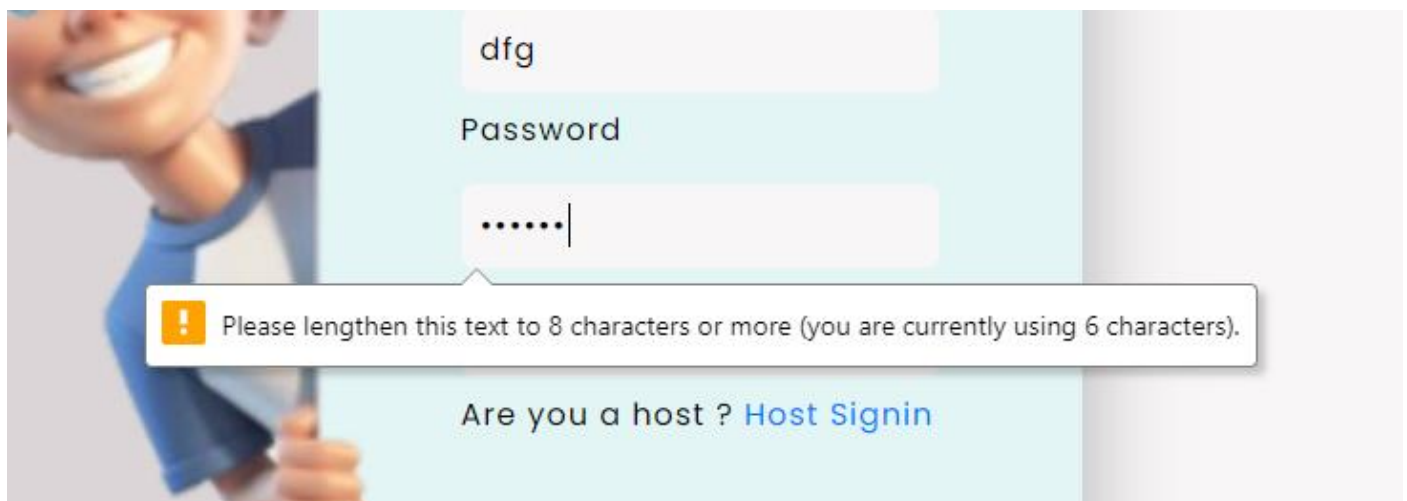 dfg
Password
••••••
Please lengthen this text to 8 characters or more (you are currently using 6 characters).
Are you a host ? Host Signin